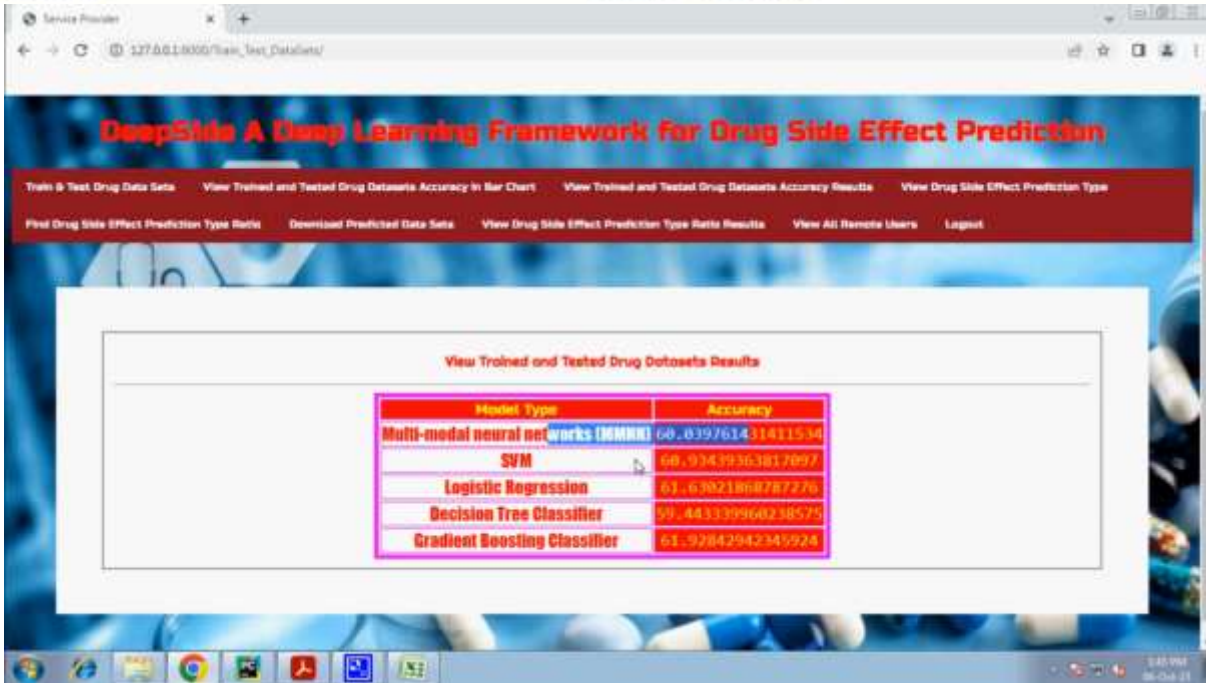 Service Provider
127.0.0.1:8000/Train_Test_DataSets/
DeepSide A Deep Learning Framework for Drug Side Effect Prediction
Train & Test Drug Data Sets View Trained and Tested Drug Datasets Accuracy in Bar Chart View Trained and Tested Drug Datasets Accuracy Results View Drug Side Effect Prediction Type
Find Drug Side Effect Prediction Type Ratio Download Predicted Data Sets View Drug Side Effect Prediction Type Ratio Results View All Remote Users Logout
View Trained and Tested Drug Datasets Results
Model Type Accuracy
Multi-modal neural networks (MMNN) 60.03976143141153​4
SVM 60.93439363817097
Logistic Regression 61.63021868787276
Decision Tree Classifier 59.443339960238575
Gradient Boosting Classifier 61.92842942345924